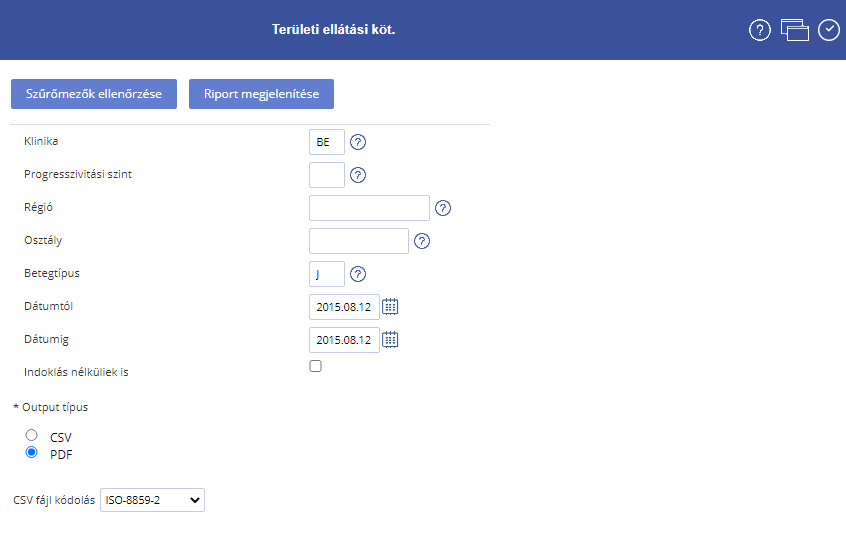 Területi ellátási köt.
Szűrőmezők ellenőrzése Riport megjelenítése
Klinika BE
Progresszivitási szint
Régió
Osztály
Betegtípus J
Dátumtól 2015.08.12
Dátumig 2015.08.12
Indoklás nélküliek is
* Output típus
CSV
PDF
CSV fájl kódolás ISO-8859-2